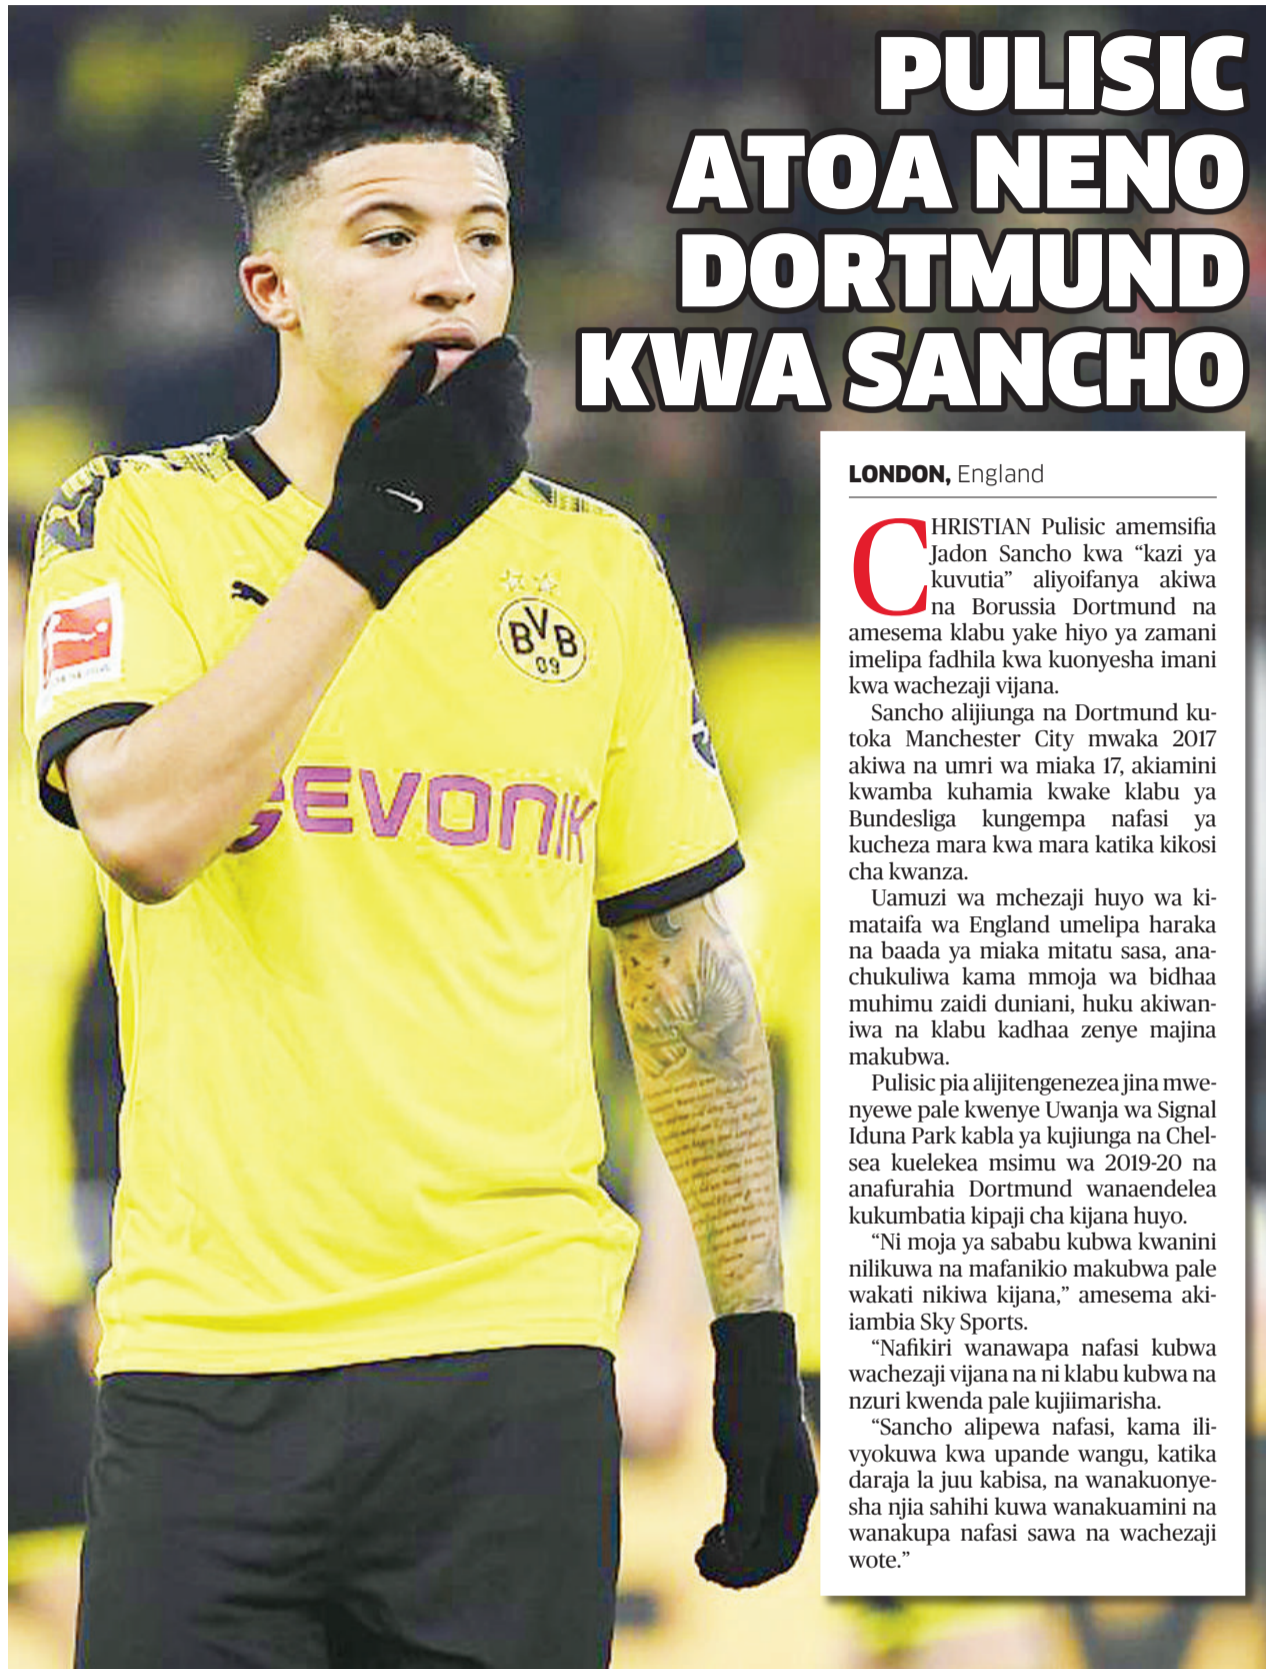 PULISIC
ATOA NENO
DORTMUND
KWA SANCHO
LONDON, England
CHRISTIAN Pulisic amemsifia
Jadon Sancho kwa “kazi ya
kuvutia” aliyoifanya akiwa
na Borussia Dortmund na
amesema klabu yake hiyo ya zamani
imelipa fadhila kwa kuonyesha imani
kwa wachezaji vijana.
Sancho alijiunga na Dortmund ku-
toka Manchester City mwaka 2017
akiwa na umri wa miaka 17, akiamini
kwamba kuhamia kwake klabu ya
Bundesliga kungempa nafasi ya
kucheza mara kwa mara katika kikosi
cha kwanza.
Uamuzi wa mchezaji huyo wa ki-
mataifa wa England umelipa haraka
na baada ya miaka mitatu sasa, ana-
chukuliwa kama mmoja wa bidhaa
muhimu zaidi duniani, huku akiwan-
iwa na klabu kadhaa zenye majina
makubwa.
Pulisic pia alijitengenezea jina mwe-
nyewe pale kwenye Uwanja wa Signal
Iduna Park kabla ya kujiunga na Chel-
sea kuelekea msimu wa 2019-20 na
anafurahia Dortmund wanaendelea
kukumbatia kipaji cha kijana huyo.
“Ni moja ya sababu kubwa kwanini
nilikuwa na mafanikio makubwa pale
wakati nikiwa kijana,” amesema aki-
iambia Sky Sports.
“Nafikiri wanawapa nafasi kubwa
wachezaji vijana na ni klabu kubwa na
nzuri kwenda pale kujiimarisha.
“Sancho alipewa nafasi, kama ili-
vyokuwa kwa upande wangu, katika
daraja la juu kabisa, na wanakuonye-
sha njia sahihi kuwa wanakuamini na
wanakupa nafasi sawa na wachezaji
wote.”
BVB
09
EVONIK